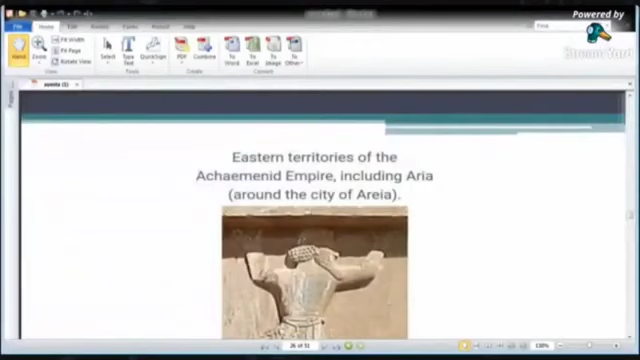 Powered by
StreamYard
File
Home
Find
Hand
Zoom
Fit Width
Fit Page
Rotate View
Select
Type Text
QuickSign
PDF
Combine
To Word
To Excel
To Image
To Other
View
Tools
Create
Convert
Pages
Eastern territories of the
Achaemenid Empire, including Aria
(around the city of Areia).
26 of 51
130%